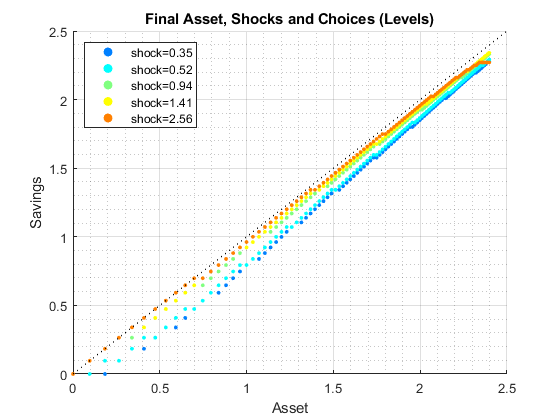 Final Asset, Shocks and Choices (Levels)
2.5
2
1.5
1
0.5
0
Savings
shock=0.35
shock=0.52
shock=0.94
shock=1.41
shock=2.56
0
0.5
1
1.5
2
2.5
Asset